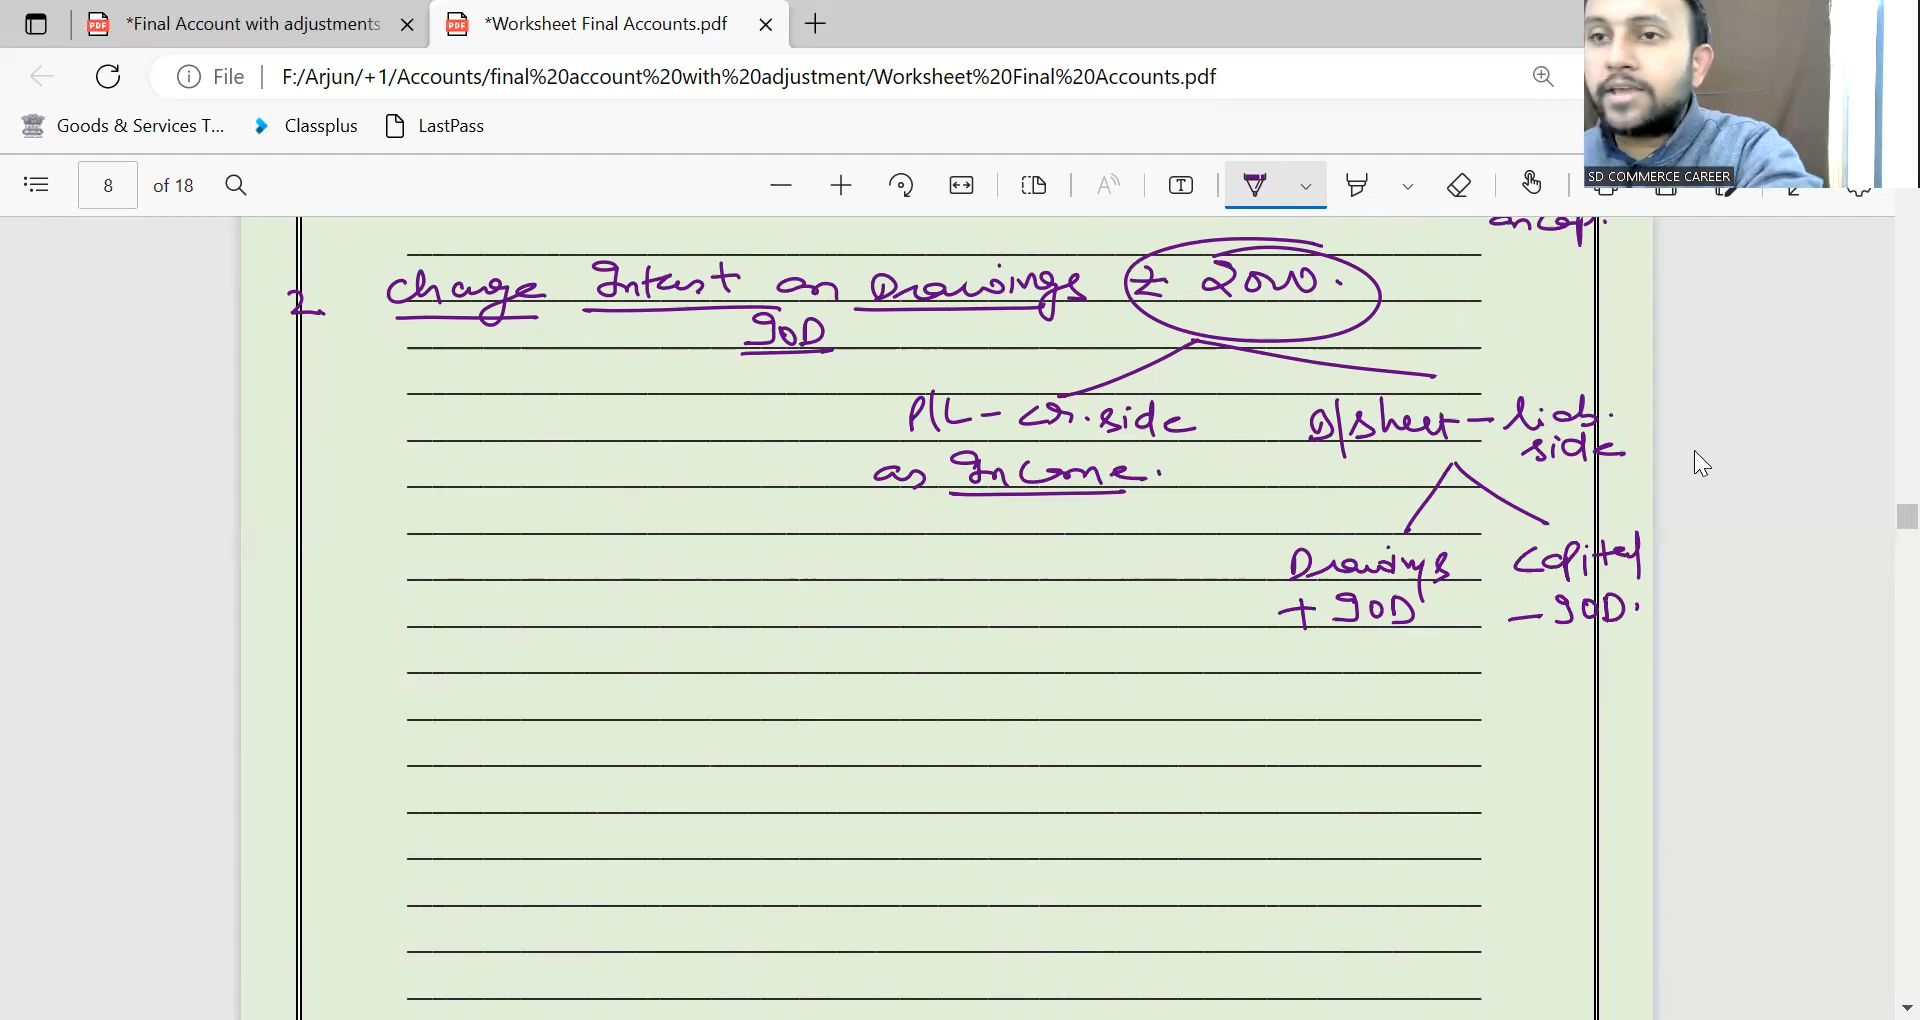 *Final Account with adjustments
*Worksheet Final Accounts.pdf
File
F:/Arjun/+1/Accounts/final%20account%20with%20adjustment/Worksheet%20Final%20Accounts.pdf
Goods & Services T...
Classplus
LastPass
8 of 18
SD COMMERCE CAREER
2. Charge Interest on Drawings ₹ 2000.
IOD
P/L - cr. side
B/Sheet - liab. side
as Income.
Drawings
+ IOD
Capital
- IOD.